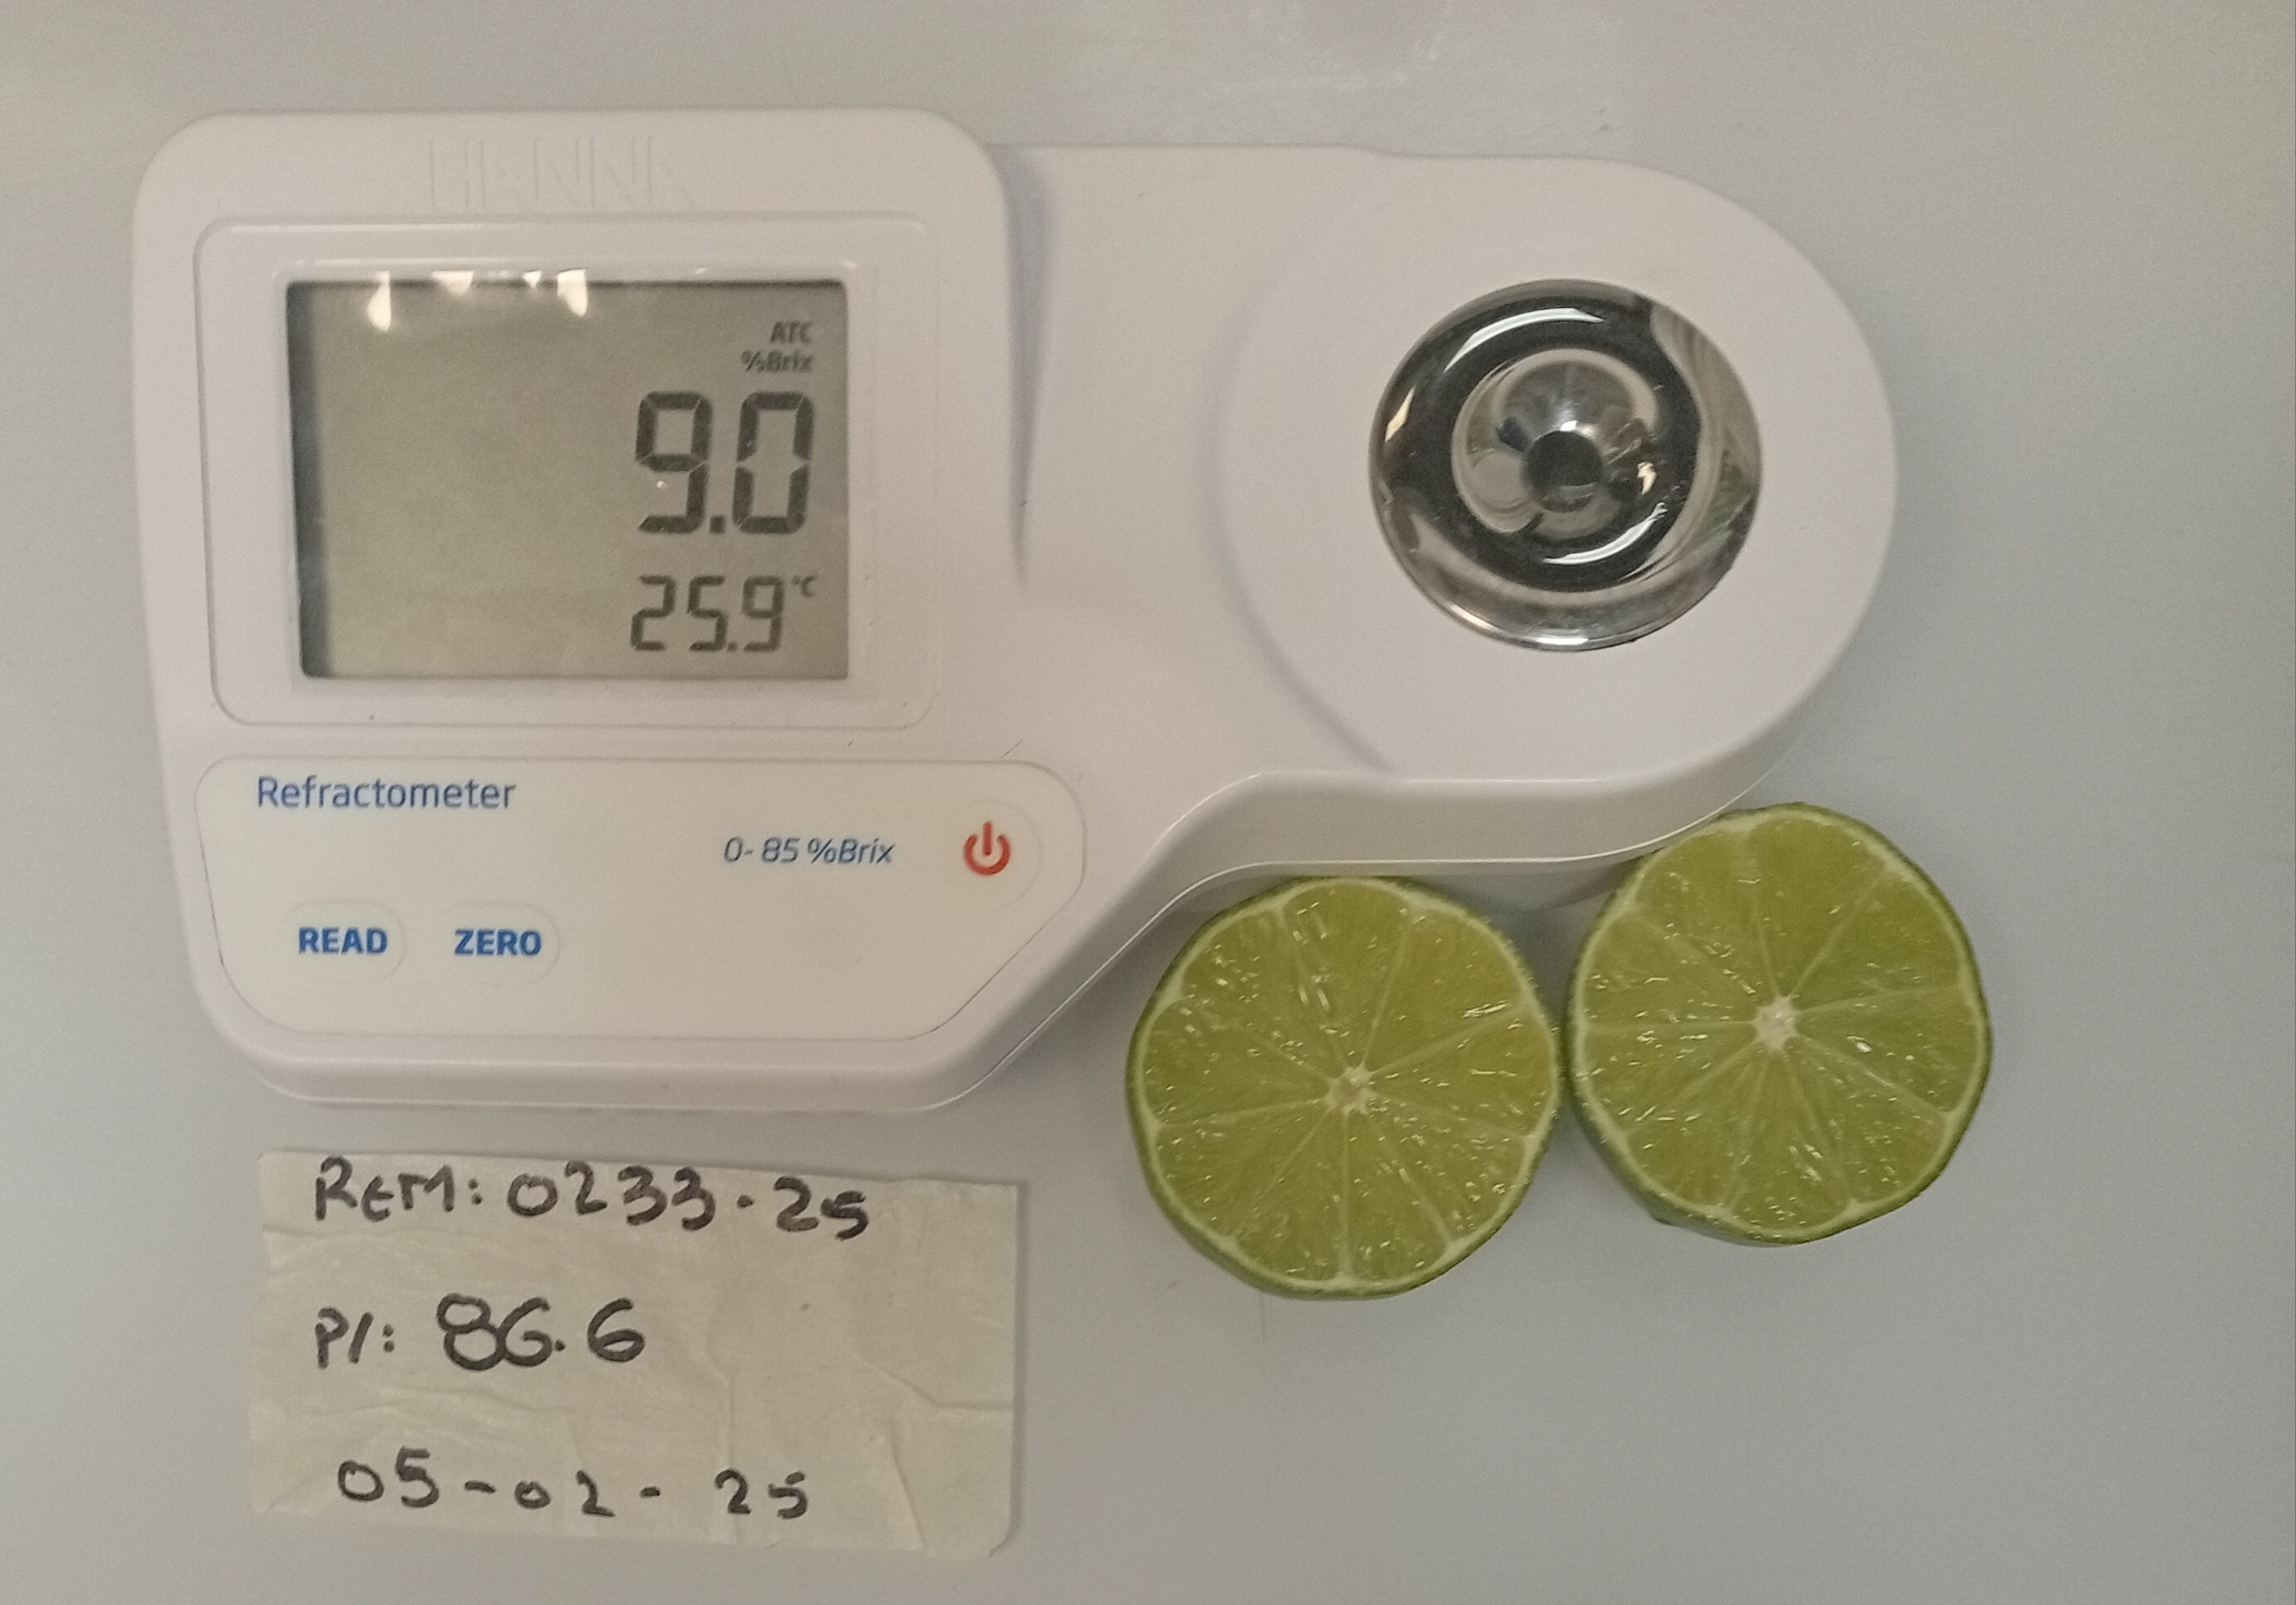 HANNA
ATC
%Brix
9.0
25.9°C
Refractometer
0-85 %Brix
READ ZERO
REM: 0233-25
P/: 86.6
05-02-25